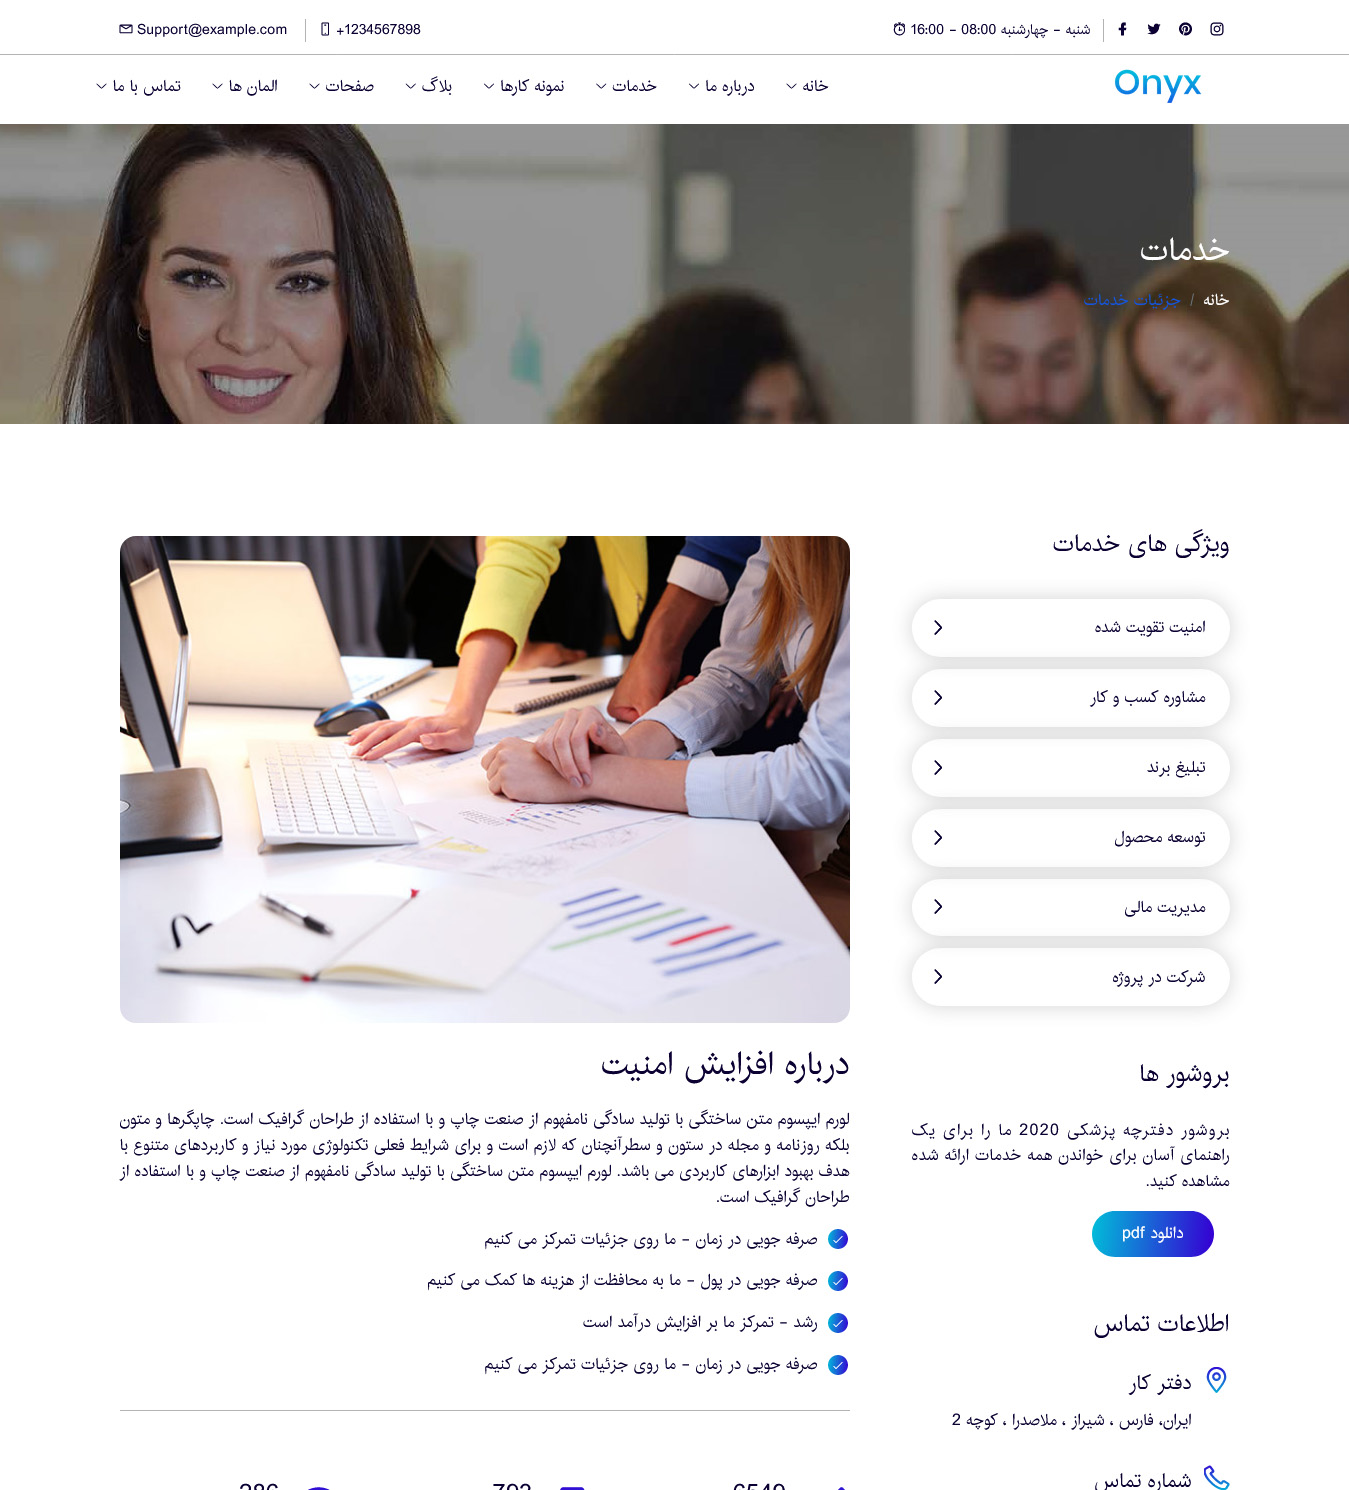 شنبه - چهارشنبه 08:00 - 16:00
+1234567898
Support@example.com
Onyx
خانه
درباره ما
خدمات
نمونه کارها
بلاگ
صفحات
المان ها
تماس با ما
خدمات
خانه / جزئیات خدمات
ویژگی های خدمات
امنیت تقویت شده
مشاوره کسب و کار
تبلیغ برند
توسعه محصول
مدیریت مالی
شرکت در پروژه
بروشور ها
بروشور دفترچه پزشکی 2020 ما را برای یک
راهنمای آسان برای خواندن همه خدمات ارائه شده
مشاهده کنید.
دانلود pdf
اطلاعات تماس
دفتر کار
ایران، فارس ، شیراز ، ملاصدرا ، کوچه 2
شماره تماس
درباره افزایش امنیت
لورم ایپسوم متن ساختگی با تولید سادگی نامفهوم از صنعت چاپ و با استفاده از طراحان گرافیک است. چاپگرها و متون
بلکه روزنامه و مجله در ستون و سطرآنچنان که لازم است و برای شرایط فعلی تکنولوژی مورد نیاز و کاربردهای متنوع با
هدف بهبود ابزارهای کاربردی می باشد. لورم ایپسوم متن ساختگی با تولید سادگی نامفهوم از صنعت چاپ و با استفاده از
طراحان گرافیک است.
صرفه جویی در زمان - ما روی جزئیات تمرکز می کنیم
صرفه جویی در پول - ما به محافظت از هزینه ها کمک می کنیم
رشد - تمرکز ما بر افزایش درآمد است
صرفه جویی در زمان - ما روی جزئیات تمرکز می کنیم